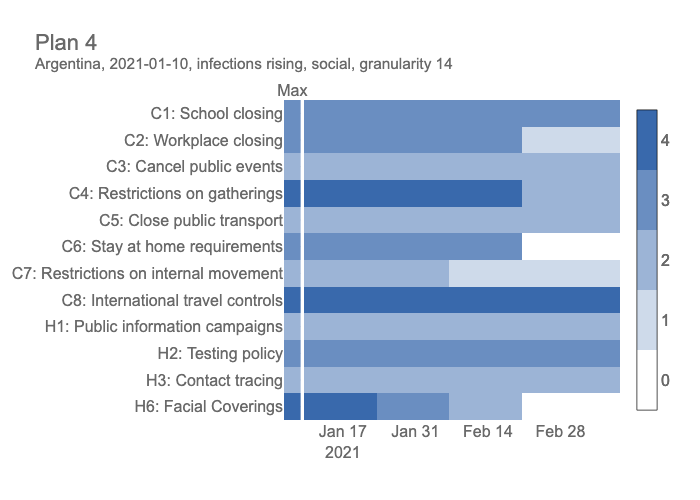 Plan 4
Argentina, 2021-01-10, infections rising, social, granularity 14
Max
C1: School closing
C2: Workplace closing
C3: Cancel public events
C4: Restrictions on gatherings
C5: Close public transport
C6: Stay at home requirements
C7: Restrictions on internal movement
C8: International travel controls
H1: Public information campaigns
H2: Testing policy
H3: Contact tracing
H6: Facial Coverings
Jan 17 Jan 31 Feb 14 Feb 28
2021
4
3
2
1
0